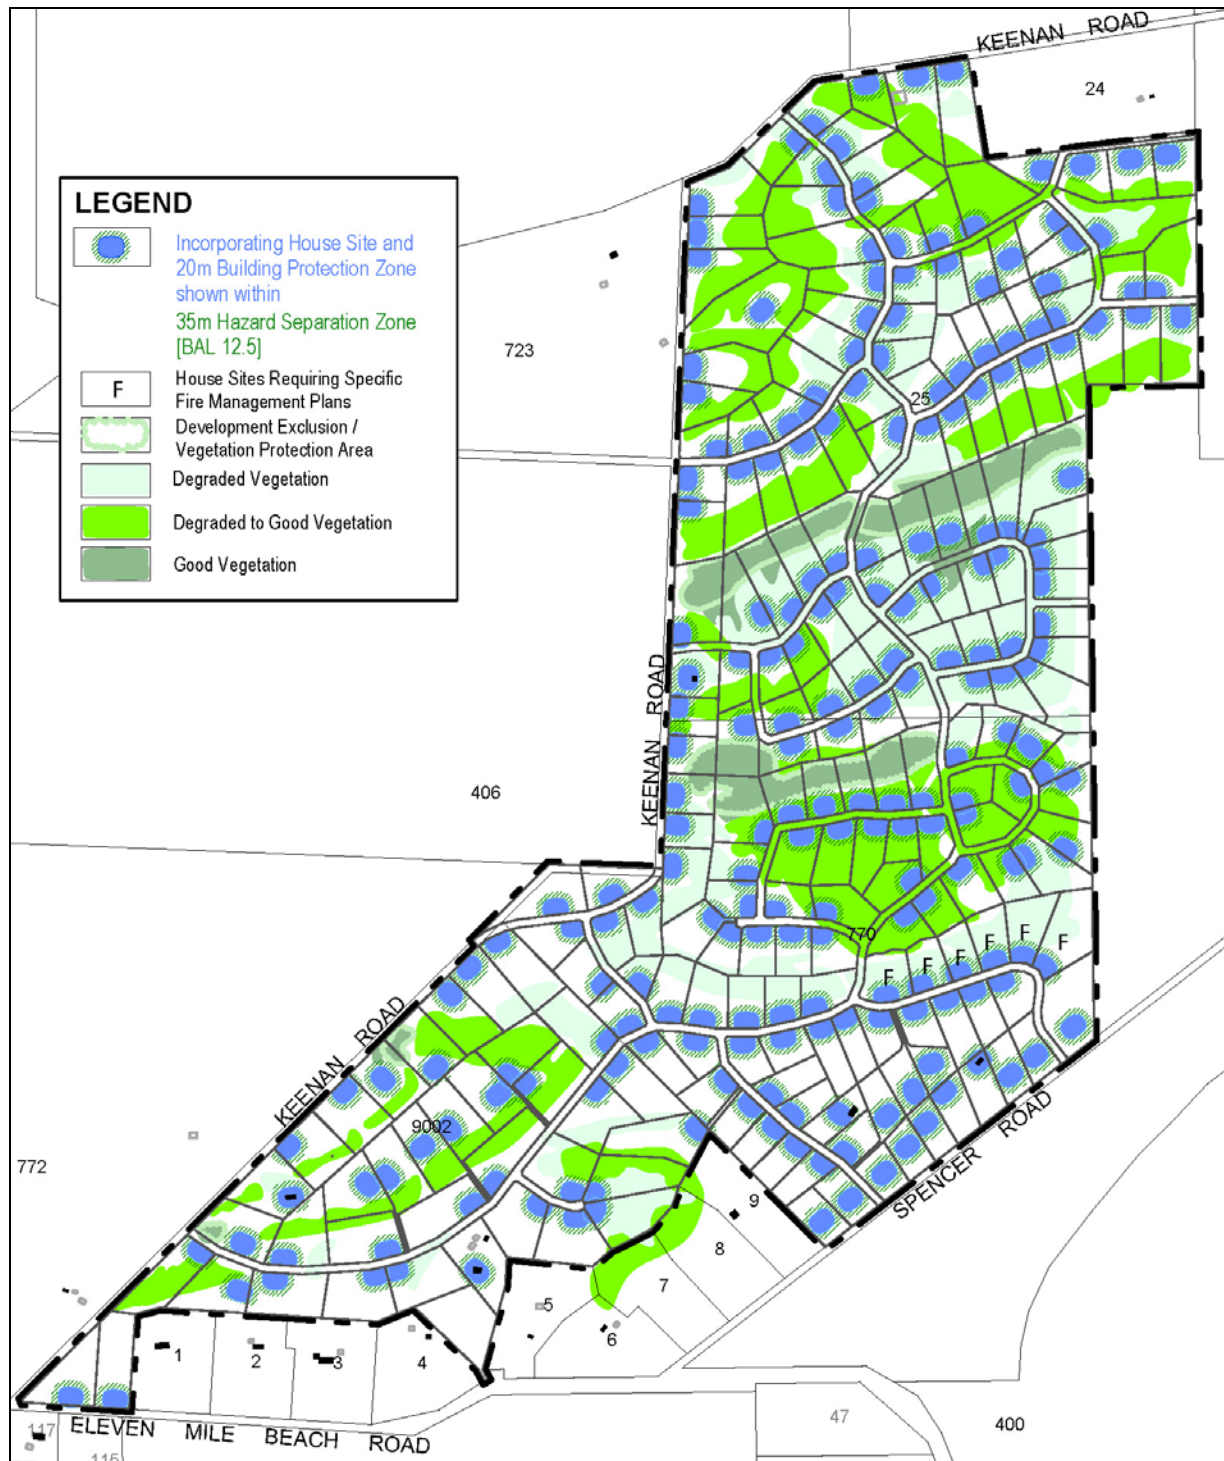 KEENAN ROAD
24
LEGEND
Incorporating House Site and
20m Building Protection Zone
shown within
35m Hazard Separation Zone
[BAL 12.5]
F
House Sites Requiring Specific
Fire Management Plans
Development Exclusion /
Vegetation Protection Area
Degraded Vegetation
Degraded to Good Vegetation
Good Vegetation
723
25
KEENAN ROAD
406
770
F F F F F F
KEENAN ROAD
9002
772
SPENCER ROAD
9
8
7
5
6
1
2
3
4
47
400
117
ELEVEN MILE BEACH ROAD
115